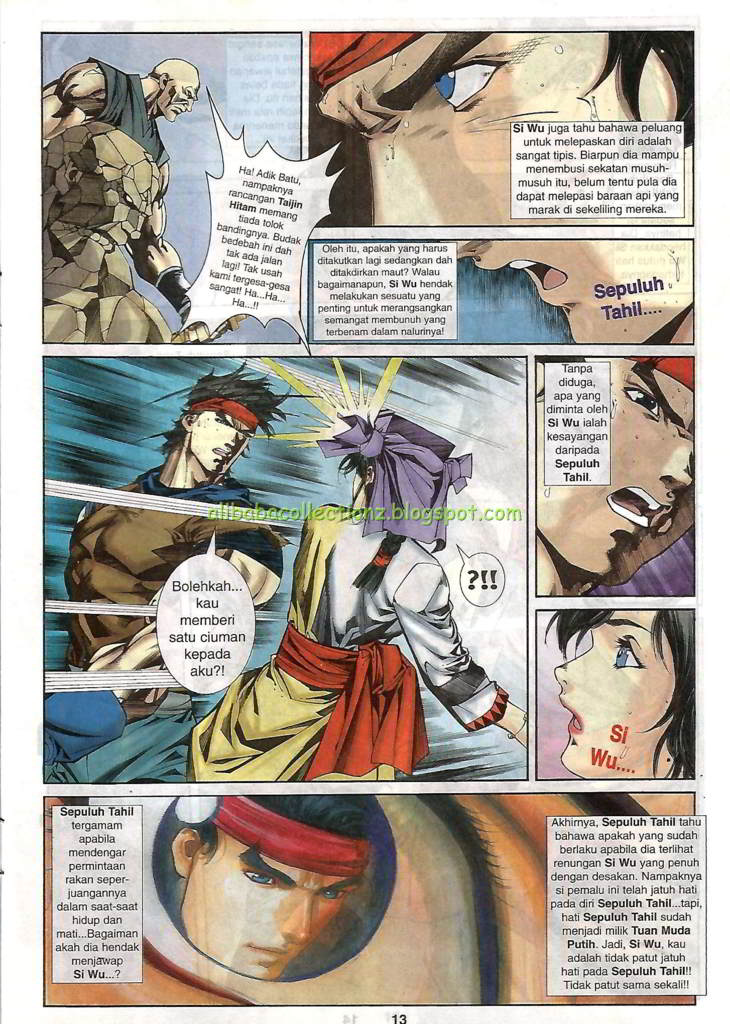 Ha! Adik Batu,
nampaknya
rancangan Taijin
Hitam memang
tiada tolok
bandingnya. Budak
bedebah ini dah
tak ada jalan
lagi! Tak usah
kami tergesa-gesa
sangat! Ha...Ha...
Ha...!!
Si Wu juga tahu bahawa peluang
untuk melepaskan diri adalah
sangat tipis. Biarpun dia mampu
menembusi sekatan musuh-
musuh itu, belum tentu pula dia
dapat melepasi baraan api yang
marak di sekeliling mereka.
Oleh itu, apakah yang harus
ditakutkan lagi sedangkan dah
ditakdirkan maut? Walau
bagaimanapun, Si Wu hendak
melakukan sesuatu yang
penting untuk merangsangkan
semangat membunuh yang
terbenam dalam nalurinya!
Sepuluh
Tahil....
Bolehkah...
kau
memberi
satu ciuman
kepada
aku?!
?!!
Tanpa
diduga,
apa yang
diminta oleh
Si Wu ialah
kesayangan
daripada
Sepuluh
Tahil.
alibabacollectionz.blogspot.com
Si
Wu....
Sepuluh Tahil
tergamam
apabila
mendengar
permintaan
rakan seper-
juangannya
dalam saat-saat
hidup dan
mati...Bagaiman
akah dia hendak
menjawap
Si Wu...?
Akhirnya, Sepuluh Tahil tahu
bahawa apakah yang sudah
berlaku apabila dia terlihat
renungan Si Wu yang penuh
dengan desakan. Nampaknya
si pemalu ini telah jatuh hati
pada diri Sepuluh Tahil...tapi,
hati Sepuluh Tahil sudah
menjadi milik Tuan Muda
Putih. Jadi, Si Wu, kau
adalah tidak patut jatuh
hati pada Sepuluh Tahil!!
Tidak patut sama sekali!!
13